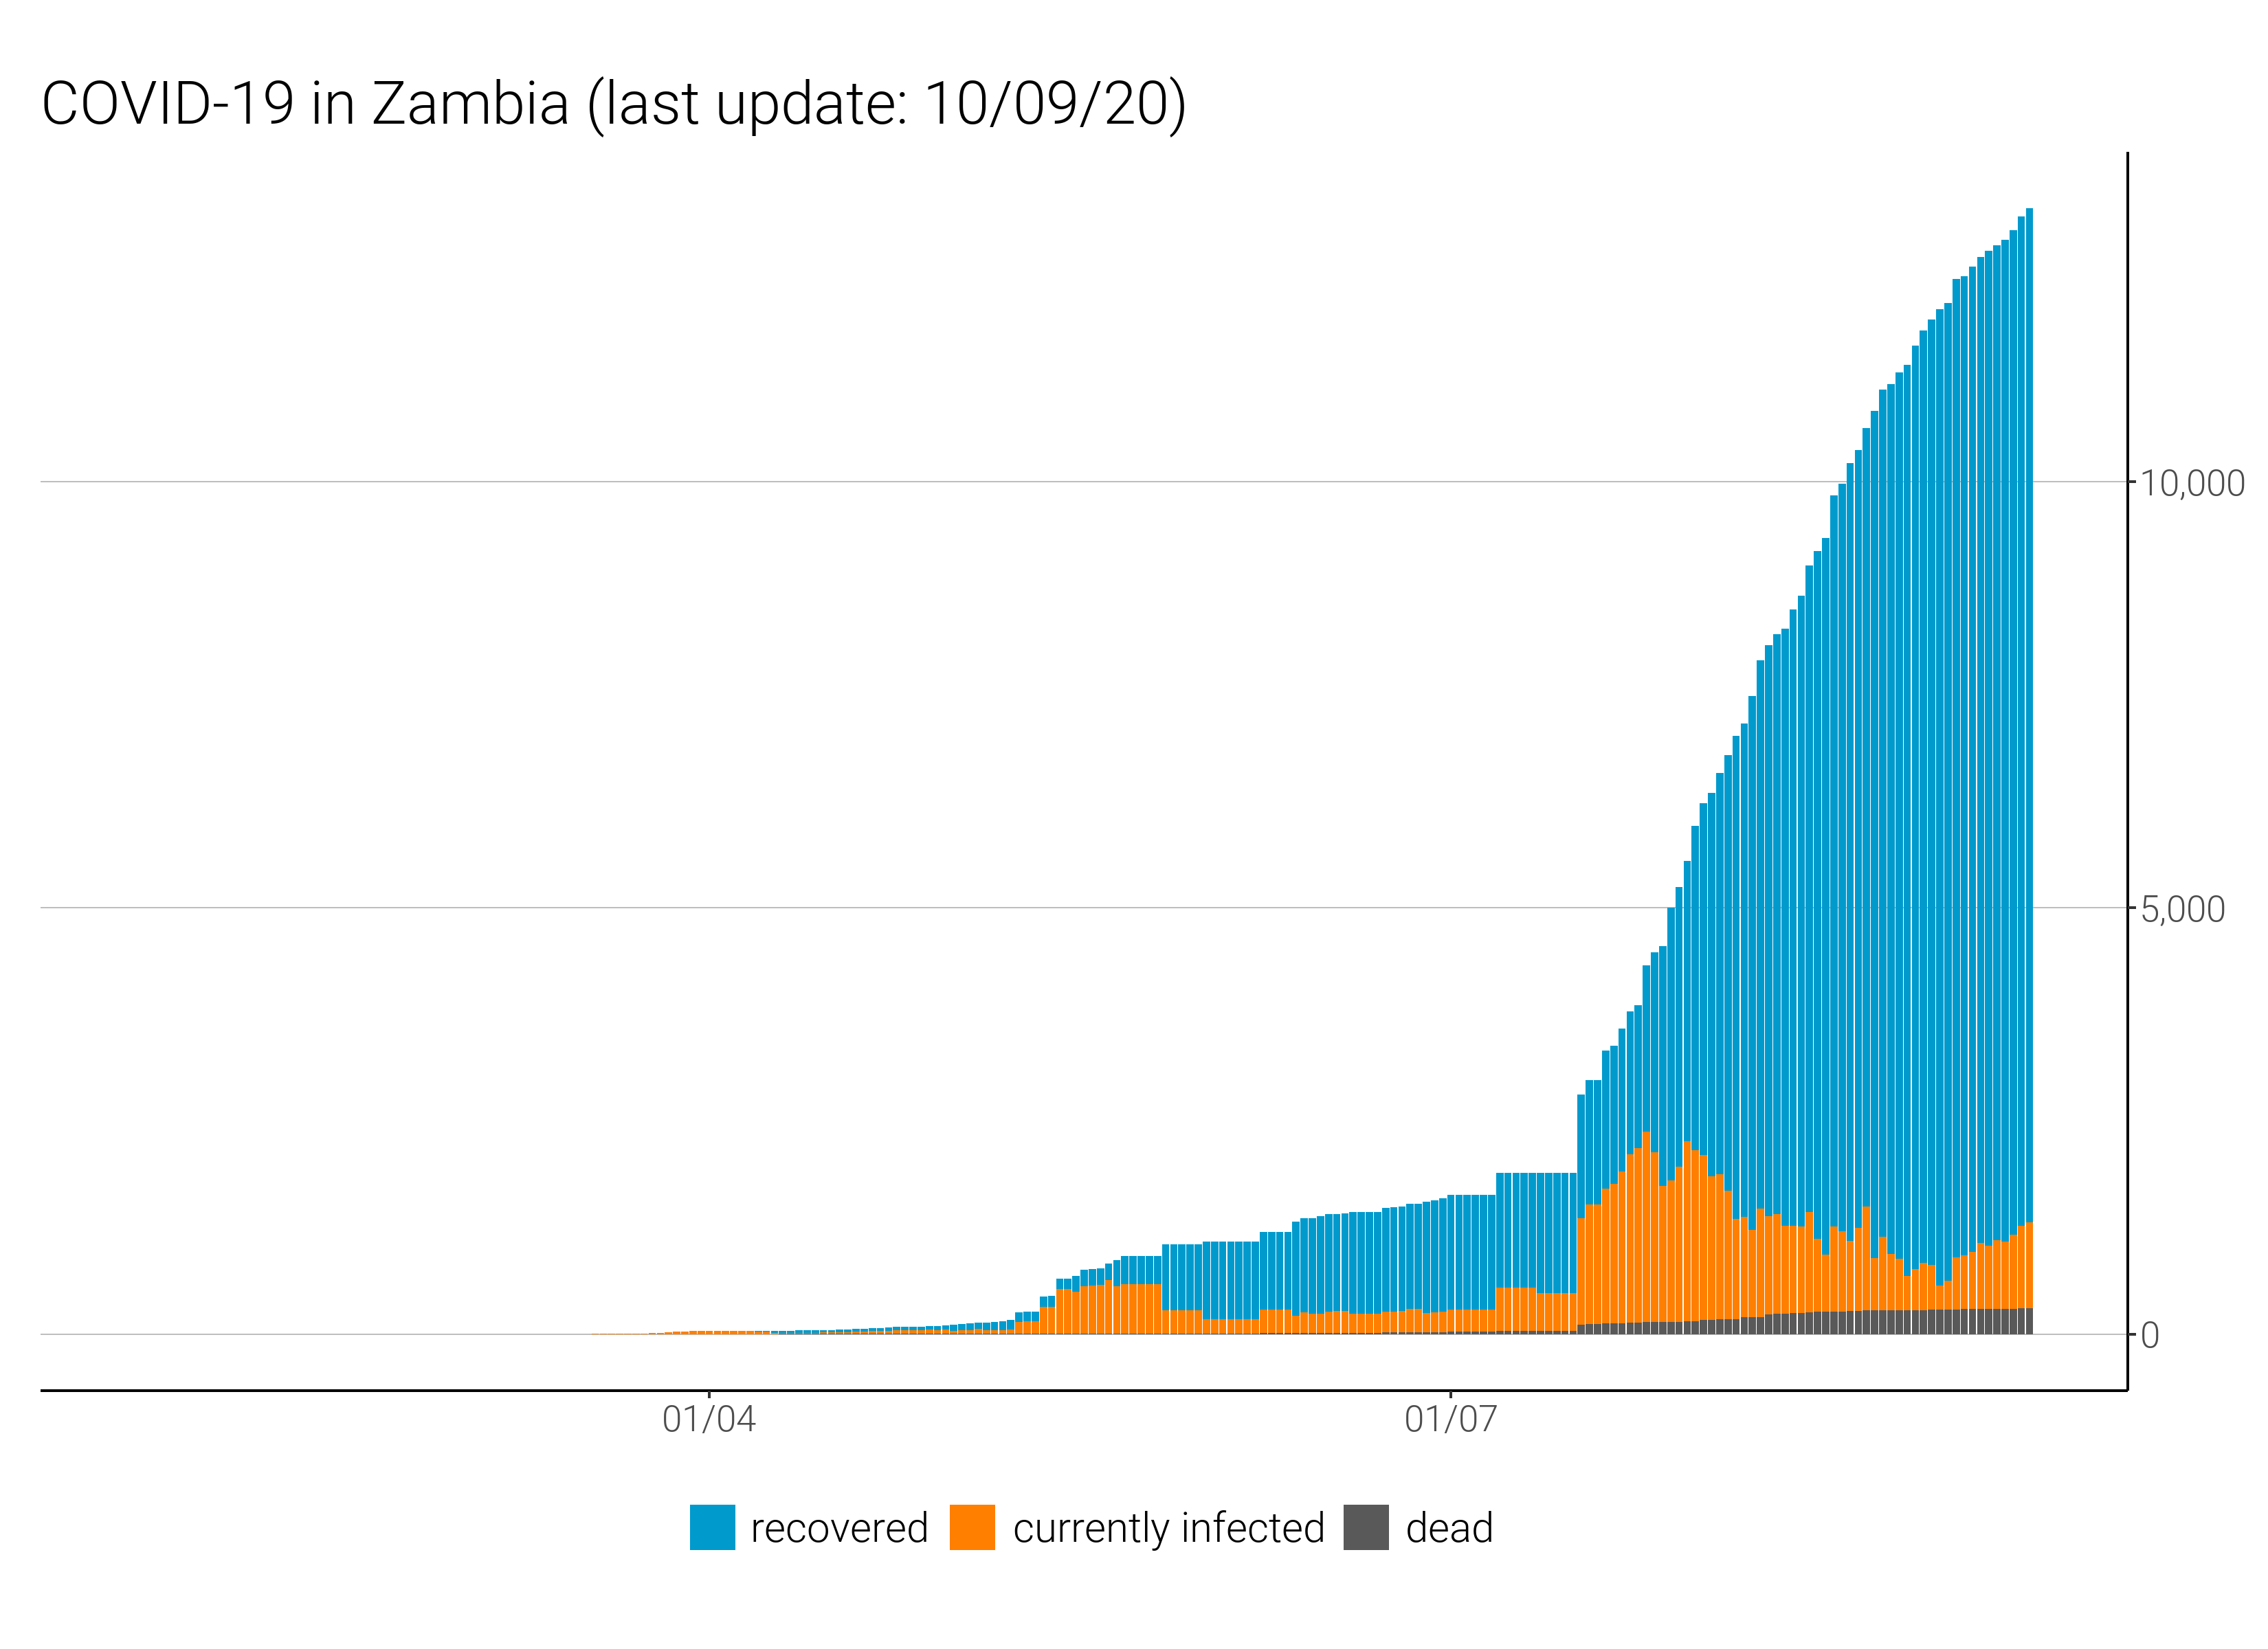 COVID-19 in Zambia (last update: 10/09/20)
10,000
5,000
0
01/04 01/07
recovered currently infected dead